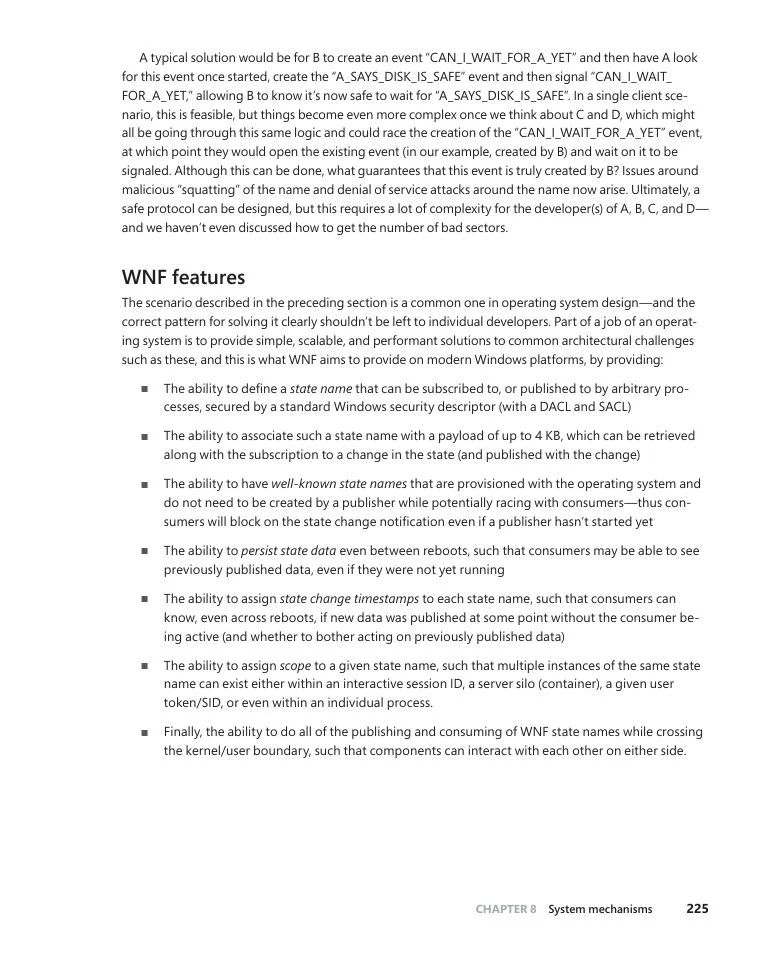 A typical solution would be for B to create an event “CAN_I_WAIT_FOR_A_YET” and then have A look
for this event once started, create the “A_SAYS_DISK_IS_SAFE” event and then signal “CAN_I_WAIT_
FOR_A_YET,” allowing B to know it’s now safe to wait for “A_SAYS_DISK_IS_SAFE”. In a single client sce-
nario, this is feasible, but things become even more complex once we think about C and D, which might
all be going through this same logic and could race the creation of the “CAN_I_WAIT_FOR_A_YET” event,
at which point they would open the existing event (in our example, created by B) and wait on it to be
signaled. Although this can be done, what guarantees that this event is truly created by B? Issues around
malicious “squatting” of the name and denial of service attacks around the name now arise. Ultimately, a
safe protocol can be designed, but this requires a lot of complexity for the developer(s) of A, B, C, and D—
and we haven’t even discussed how to get the number of bad sectors.
WNF features
The scenario described in the preceding section is a common one in operating system design—and the
correct pattern for solving it clearly shouldn’t be left to individual developers. Part of a job of an operat-
ing system is to provide simple, scalable, and performant solutions to common architectural challenges
such as these, and this is what WNF aims to provide on modern Windows platforms, by providing:
■ The ability to define a state name that can be subscribed to, or published to by arbitrary pro-
cesses, secured by a standard Windows security descriptor (with a DACL and SACL)
■ The ability to associate such a state name with a payload of up to 4 KB, which can be retrieved
along with the subscription to a change in the state (and published with the change)
■ The ability to have well-known state names that are provisioned with the operating system and
do not need to be created by a publisher while potentially racing with consumers—thus con-
sumers will block on the state change notification even if a publisher hasn’t started yet
■ The ability to persist state data even between reboots, such that consumers may be able to see
previously published data, even if they were not yet running
■ The ability to assign state change timestamps to each state name, such that consumers can
know, even across reboots, if new data was published at some point without the consumer be-
ing active (and whether to bother acting on previously published data)
■ The ability to assign scope to a given state name, such that multiple instances of the same state
name can exist either within an interactive session ID, a server silo (container), a given user
token/SID, or even within an individual process.
■ Finally, the ability to do all of the publishing and consuming of WNF state names while crossing
the kernel/user boundary, such that components can interact with each other on either side.
CHAPTER 8 System mechanisms 225